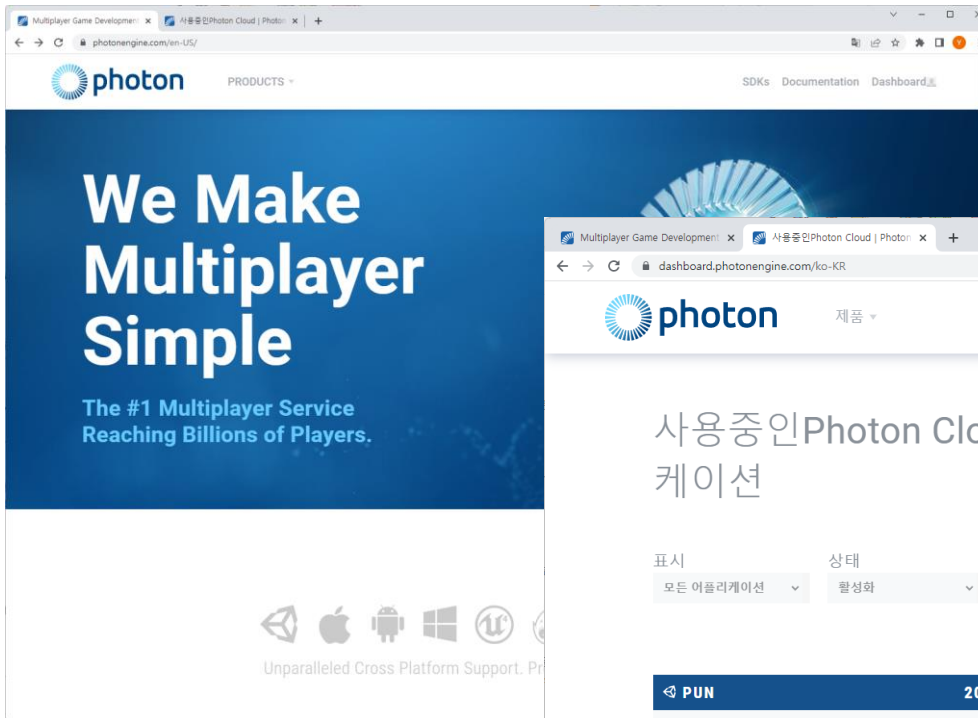 Multiplayer Game Development
사용중인Photon Cloud | Photon
photonengine.com/en-US/
photon
PRODUCTS
SDKs Documentation Dashboard
We Make
Multiplayer
Simple
The #1 Multiplayer Service
Reaching Billions of Players.
Unparalleled Cross Platform Support. Pr
Multiplayer Game Development
사용중인Photon Cloud | Photon
dashboard.photonengine.com/ko-KR
photon
제품
사용중인Photon Clo
케이션
표시 상태
모든 어플리케이션 활성화
PUN 20